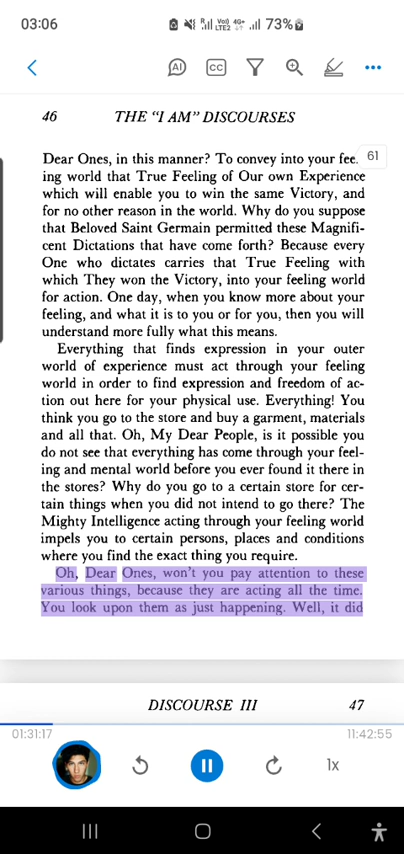 03:06
R Vo)) LTE2 4G+ 73%
AI CC
46 THE “I AM” DISCOURSES
61
Dear Ones, in this manner? To convey into your fee.
ing world that True Feeling of Our own Experience
which will enable you to win the same Victory, and
for no other reason in the world. Why do you suppose
that Beloved Saint Germain permitted these Magnifi-
cent Dictations that have come forth? Because every
One who dictates carries that True Feeling with
which They won the Victory, into your feeling world
for action. One day, when you know more about your
feeling, and what it is to you or for you, then you will
understand more fully what this means.
Everything that finds expression in your outer
world of experience must act through your feeling
world in order to find expression and freedom of ac-
tion out here for your physical use. Everything! You
think you go to the store and buy a garment, materials
and all that. Oh, My Dear People, is it possible you
do not see that everything has come through your feel-
ing and mental world before you ever found it there in
the stores? Why do you go to a certain store for cer-
tain things when you did not intend to go there? The
Mighty Intelligence acting through your feeling world
impels you to certain persons, places and conditions
where you find the exact thing you require.
Oh, Dear Ones, won’t you pay attention to these
various things, because they are acting all the time.
You look upon them as just happening. Well, it did
DISCOURSE III 47
01:31:17 11:42:55
1x